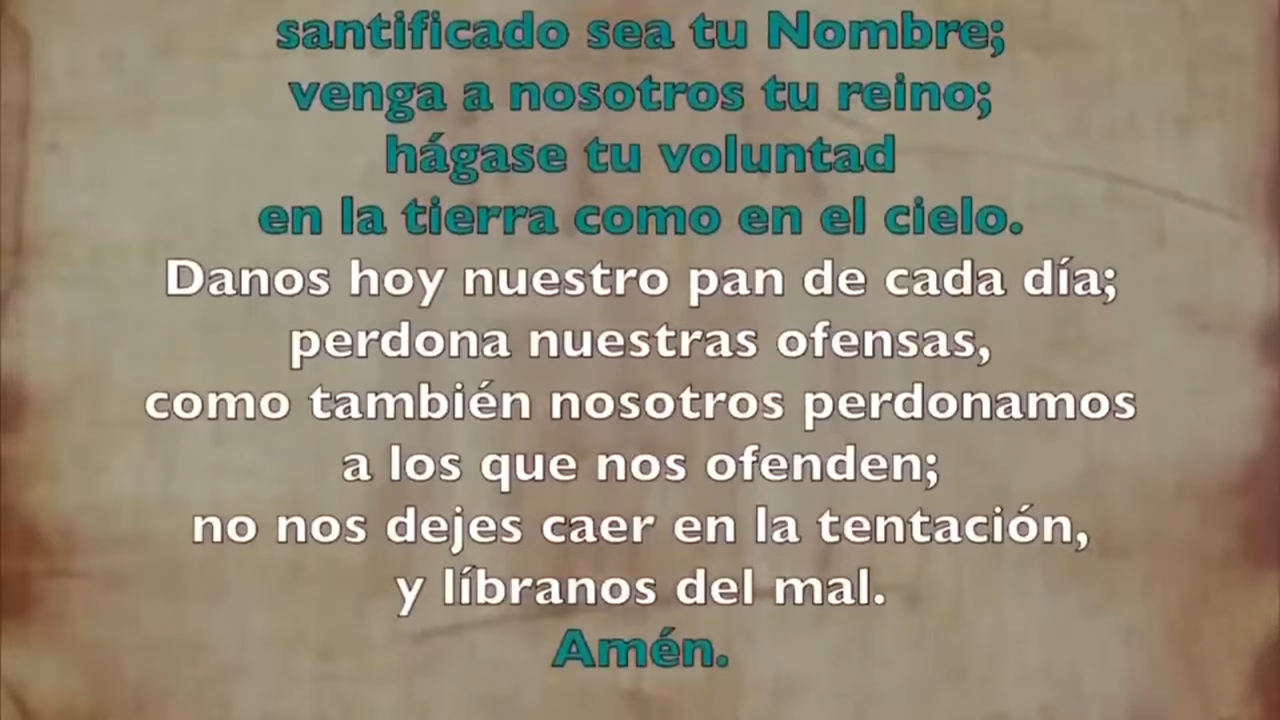 santificado sea tu Nombre;
venga a nosotros tu reino;
hágase tu voluntad
en la tierra como en el cielo.
Danos hoy nuestro pan de cada día;
perdona nuestras ofensas,
como también nosotros perdonamos
a los que nos ofenden;
no nos dejes caer en la tentación,
y líbranos del mal.
Amén.